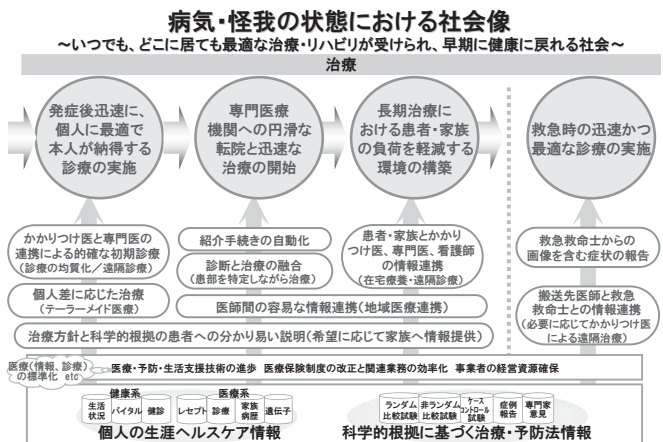 病気・怪我の状態における社会像
～いつでも、どこに居ても最適な治療・リハビリが受けられ、早期に健康に戻れる社会～
治療
発症後迅速に、
個人に最適で
本人が納得する
診療の実施
専門医療
機関への円滑な
転院と迅速な
治療の開始
長期治療に
おける患者・家族
の負荷を軽減する
環境の構築
救急時の迅速かつ
最適な診療の実施
かかりつけ医と専門医の
連携による的確な初期診療
(診療の均質化／遠隔診療)
個人差に応じた治療
(テーラーメイド医療)
紹介手続きの自動化
診断と治療の融合
(患部を特定しながら治療)
患者・家族とかかり
つけ医、専門医、看護師
の情報連携
(在宅療養・遠隔診療)
医師間の容易な情報連携(地域医療連携)
治療方針と科学的根拠の患者への分かり易い説明(希望に応じて家族へ情報提供)
救急救命士からの
画像を含む症状の報告
搬送先医師と救急
救命士との情報連携
(必要に応じてかかりつけ医
による遠隔治療)
医療(情報、診療)
の標準化 etc
医療・予防・生活支援技術の進歩 医療保険制度の改正と関連業務の効率化 事業者の経営資源確保
健康系
医療系
生活
状況
バイタル
健診
レセプト
診療
家族
病歴
遺伝子
個人の生涯ヘルスケア情報
ランダム
比較試験
非ランダム
比較試験
ケース
コントロール
試験
症例
報告
専門家
意見
科学的根拠に基づく治療・予防法情報